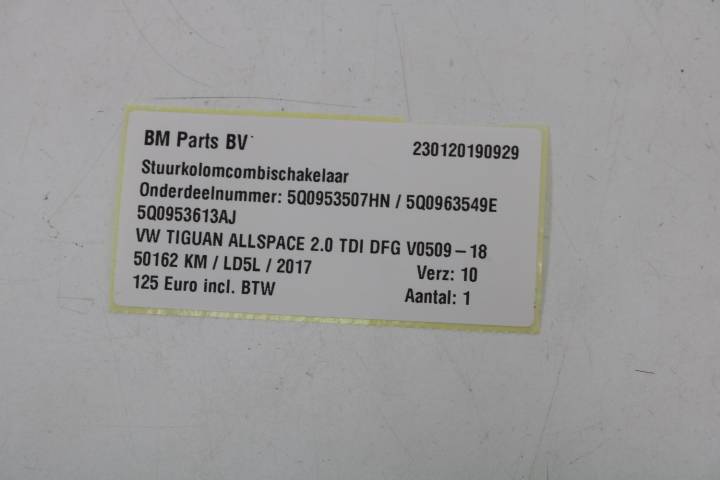 BM Parts BV 230120190929
Stuurkolomcombischakelaar
Onderdeelnummer: 5Q0953507HN / 5Q0963549E
5Q0953613AJ
VW TIGUAN ALLSPACE 2.0 TDI DFG V0509 – 18
50162 KM / LD5L / 2017 Verz: 10
125 Euro incl. BTW Aantal: 1